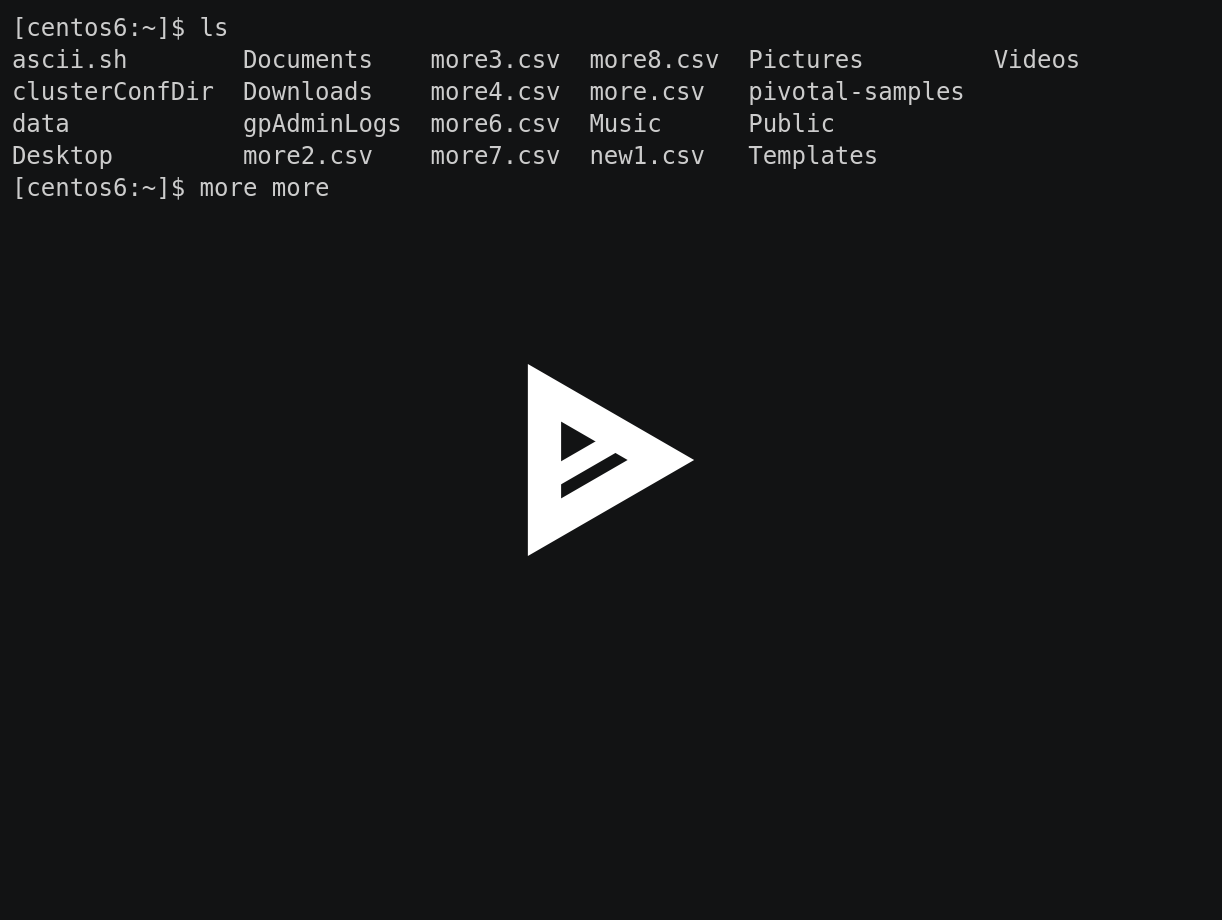 [centos6:~]$ ls
ascii.sh        Documents    more3.csv  more8.csv  Pictures         Videos
clusterConfDir  Downloads    more4.csv  more.csv   pivotal-samples
data            gpAdminLogs  more6.csv  Music      Public
Desktop         more2.csv    more7.csv  new1.csv   Templates
[centos6:~]$ more more